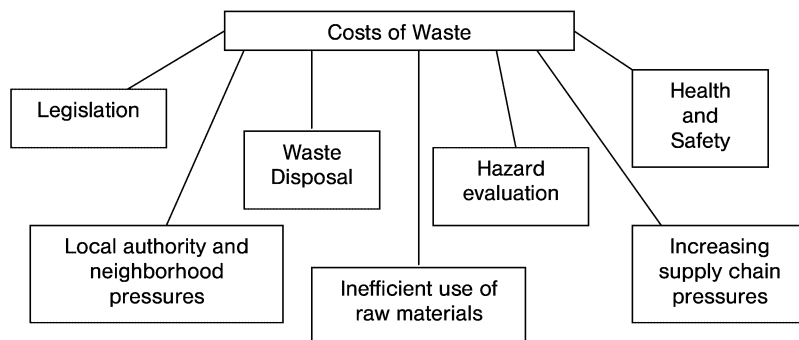 Costs of Waste
Legislation
Health
and
Safety
Waste
Disposal
Hazard
evaluation
Local authority and
neighborhood
pressures
Inefficient use of
raw materials
Increasing
supply chain
pressures